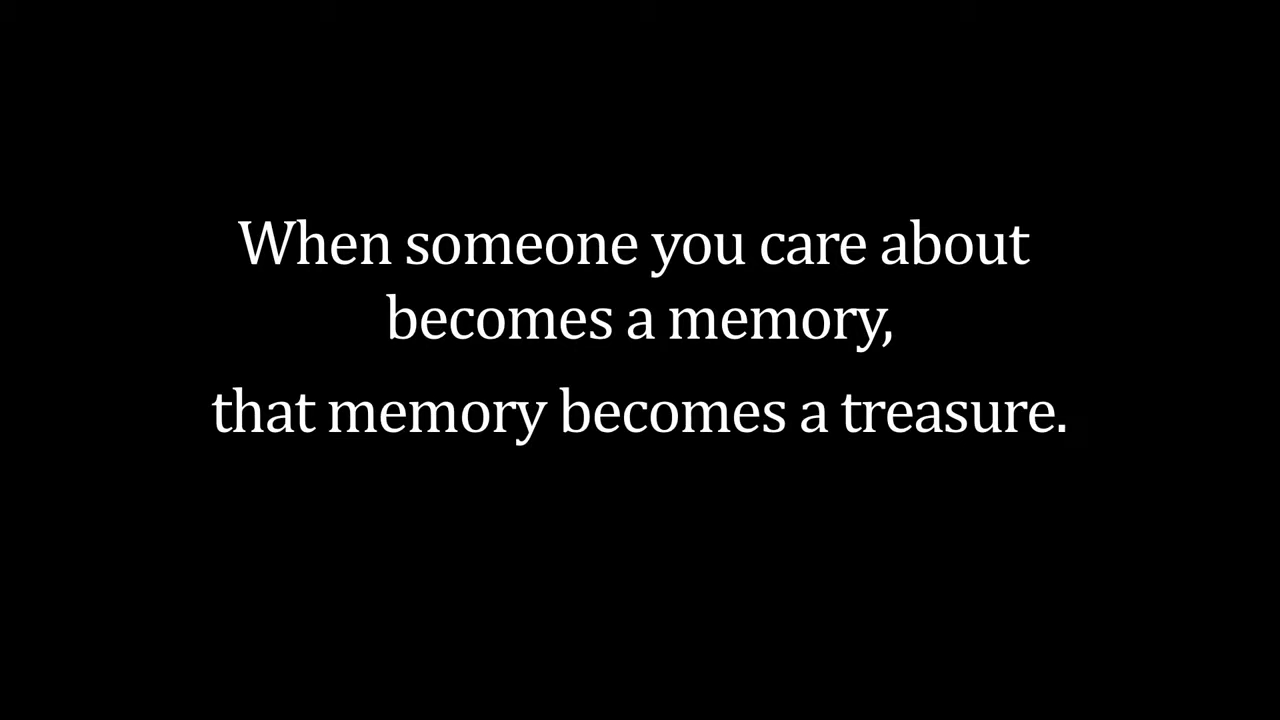 When someone you care about
becomes a memory,
that memory becomes a treasure.